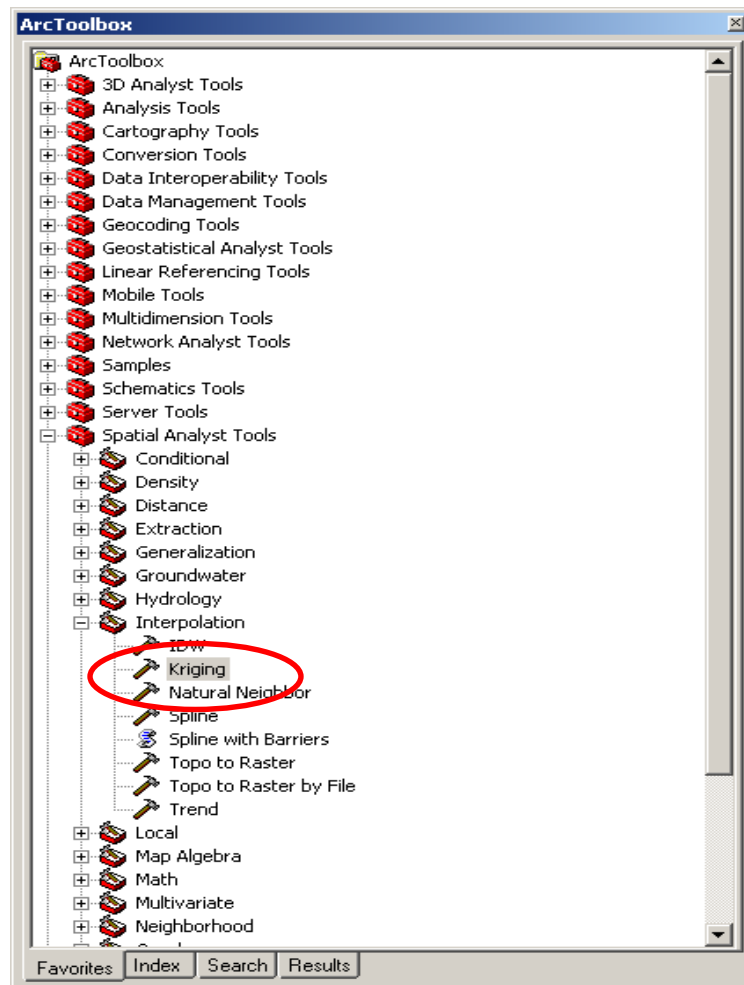 ArcToolbox
ArcToolbox
3D Analyst Tools
Analysis Tools
Cartography Tools
Conversion Tools
Data Interoperability Tools
Data Management Tools
Geocoding Tools
Geostatistical Analyst Tools
Linear Referencing Tools
Mobile Tools
Multidimension Tools
Network Analyst Tools
Samples
Schematics Tools
Server Tools
Spatial Analyst Tools
Conditional
Density
Distance
Extraction
Generalization
Groundwater
Hydrology
Interpolation
IDW
Kriging
Natural Neighbor
Spline
Spline with Barriers
Topo to Raster
Topo to Raster by File
Trend
Local
Map Algebra
Math
Multivariate
Neighborhood
Favorites Index Search Results